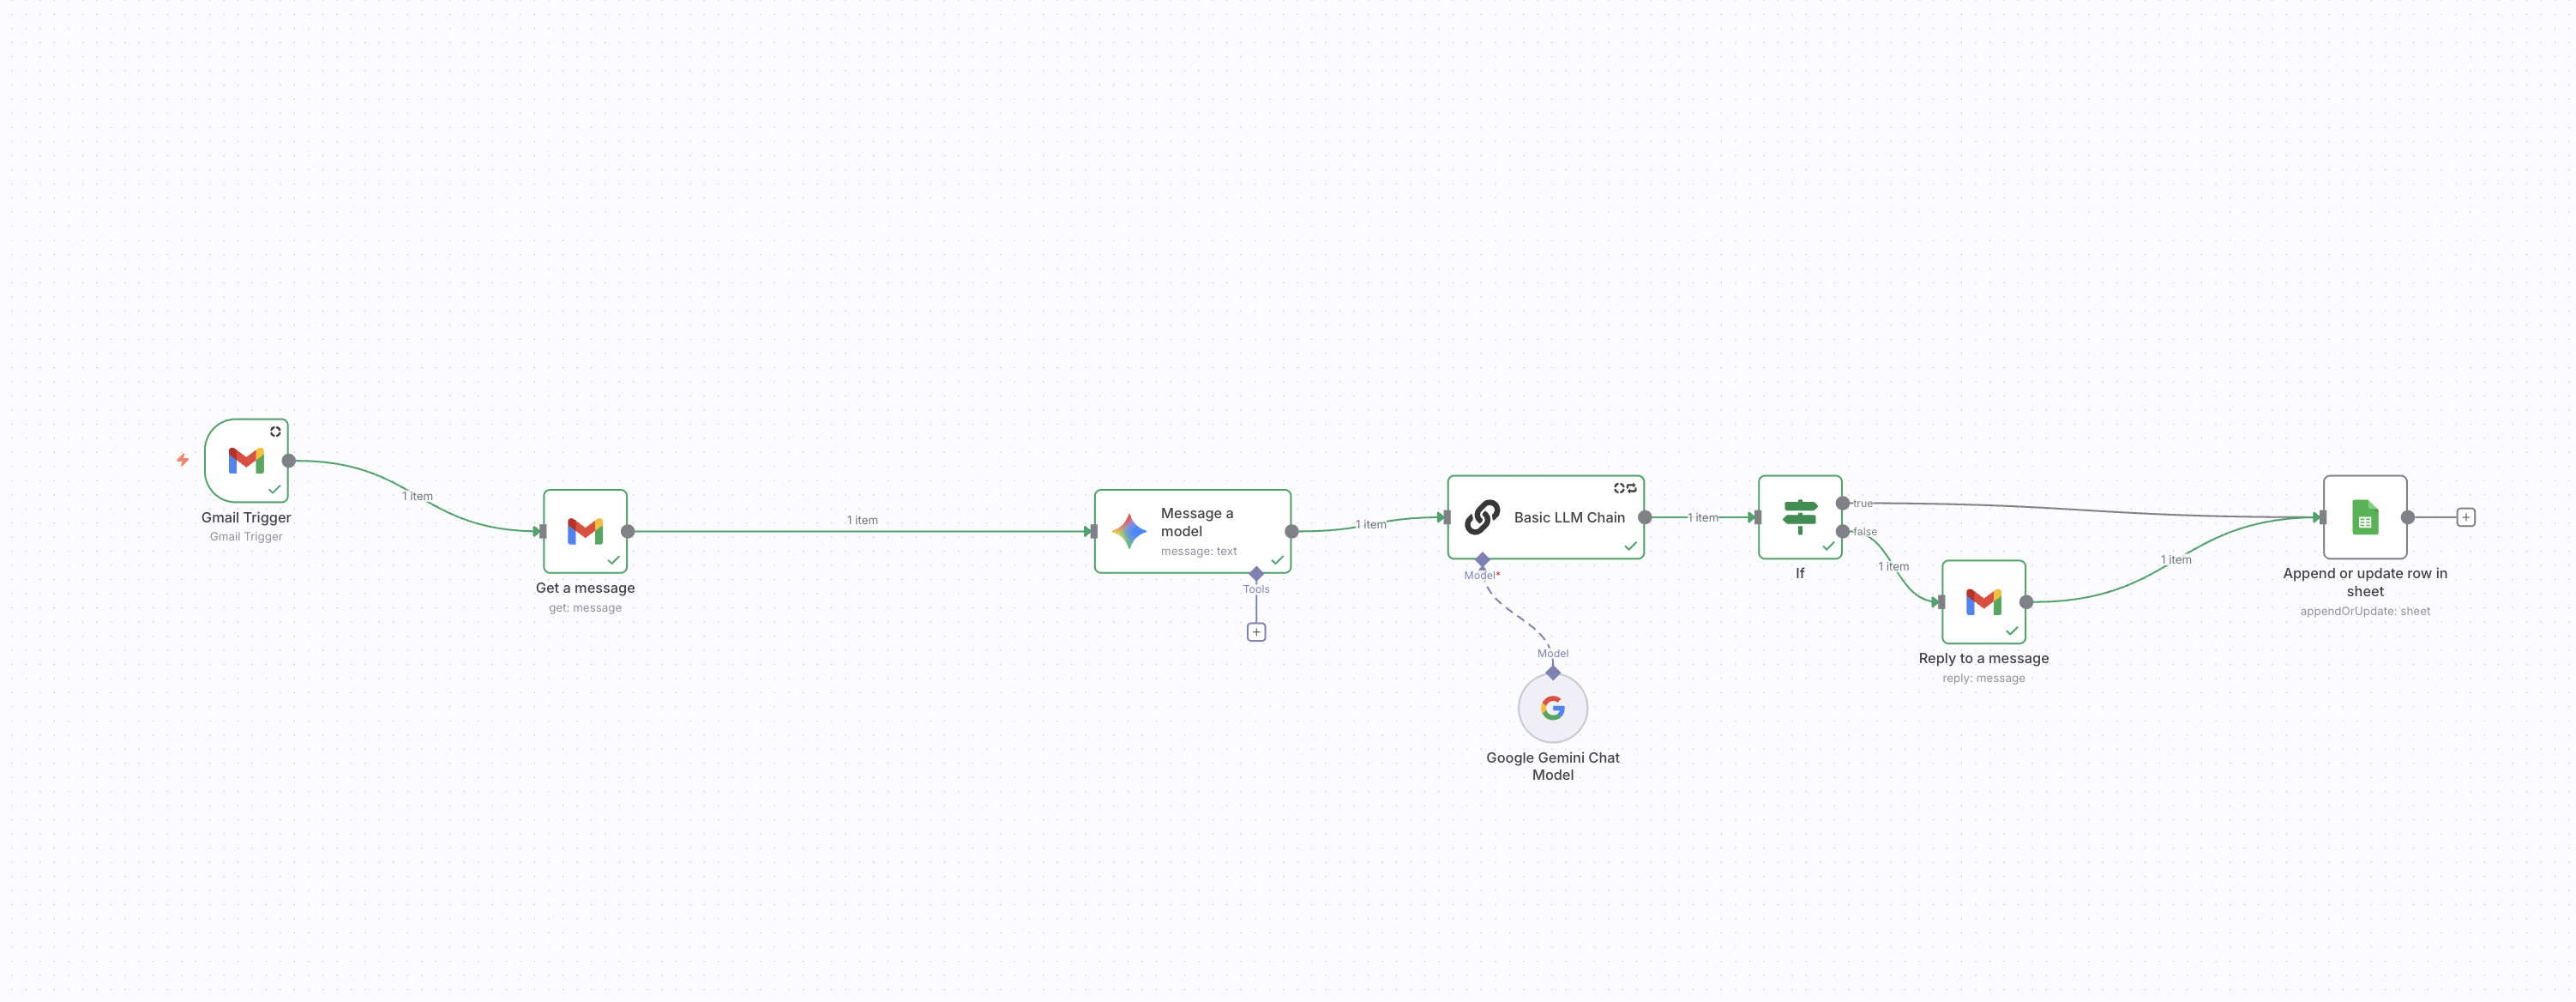 Gmail Trigger
Gmail Trigger
1 item
Get a message
get: message
1 item
Message a
model
message: text
Tools
1 item
Basic LLM Chain
Model*
Model
Google Gemini Chat
Model
1 item
If
true
false
1 item
Reply to a message
reply: message
1 item
Append or update row in
sheet
appendOrUpdate: sheet